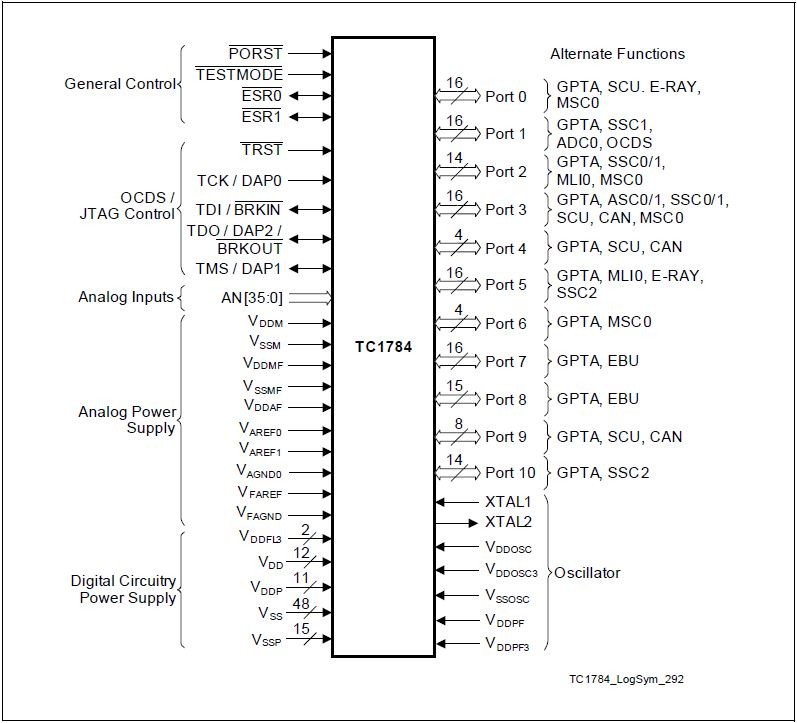 Alternate Functions
General Control
PORST
TESTMODE
ESR0
ESR1
OCDS /
JTAG Control
TRST
TCK / DAP0
TDI / BRKIN
TDO / DAP2 /
BRKOUT
TMS / DAP1
Analog Inputs
AN[35:0]
Analog Power
Supply
VDDM
VSSM
VDDMF
VSSMF
VDDAF
VAREF0
VAREF1
VAGND0
VFAREF
VFAGND
Digital Circuitry
Power Supply
VDDFL3 2
VDD 12
VDDP 11
VSS 48
VSSP 15
TC1784
16 Port 0 GPTA, SCU. E-RAY,
MSC0
16 Port 1 GPTA, SSC1,
ADC0, OCDS
14 Port 2 GPTA, SSC0/1,
MLI0, MSC0
16 Port 3 GPTA, ASC0/1, SSC0/1,
SCU, CAN, MSC0
4 Port 4 GPTA, SCU, CAN
16 Port 5 GPTA, MLI0, E-RAY,
SSC2
4 Port 6 GPTA, MSC0
16 Port 7 GPTA, EBU
15 Port 8 GPTA, EBU
8 Port 9 GPTA, SCU, CAN
14 Port 10 GPTA, SSC2
XTAL1
XTAL2
VDDOSC
VDDOSC3
VSSOSC
VDDPF
VDDPF3
Oscillator
TC1784_LogSym_292